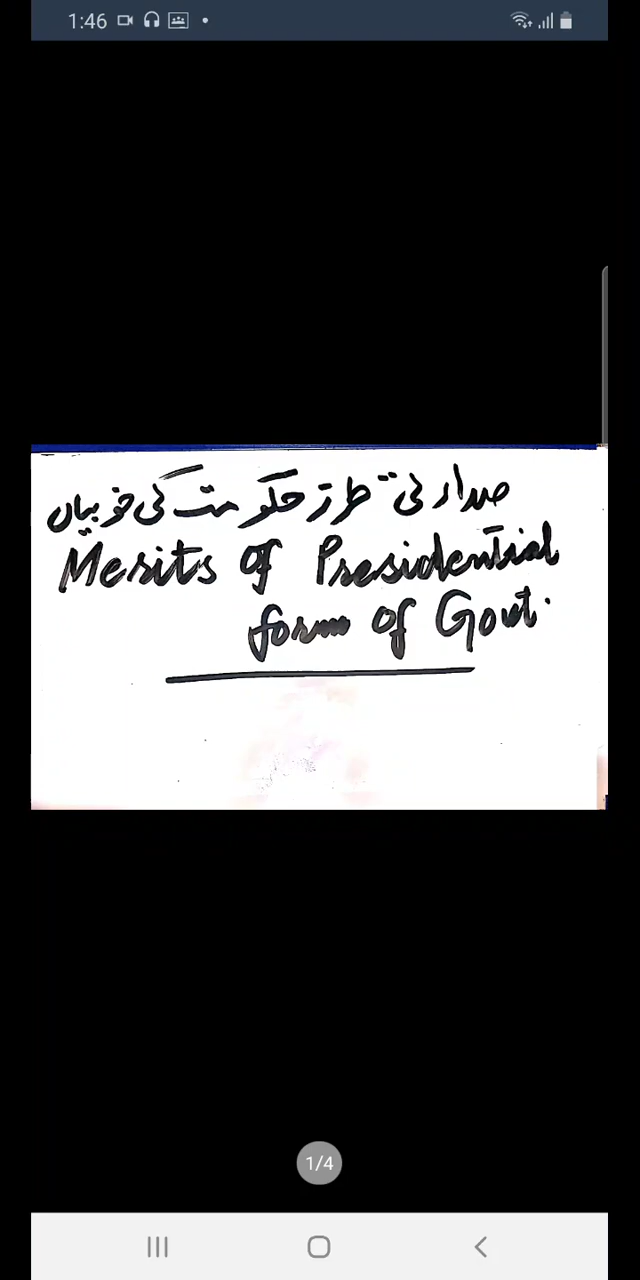 1:46
صدارتی طرز حکومت کی خوبیاں
Merits of Presidential
form of Govt.
1/4